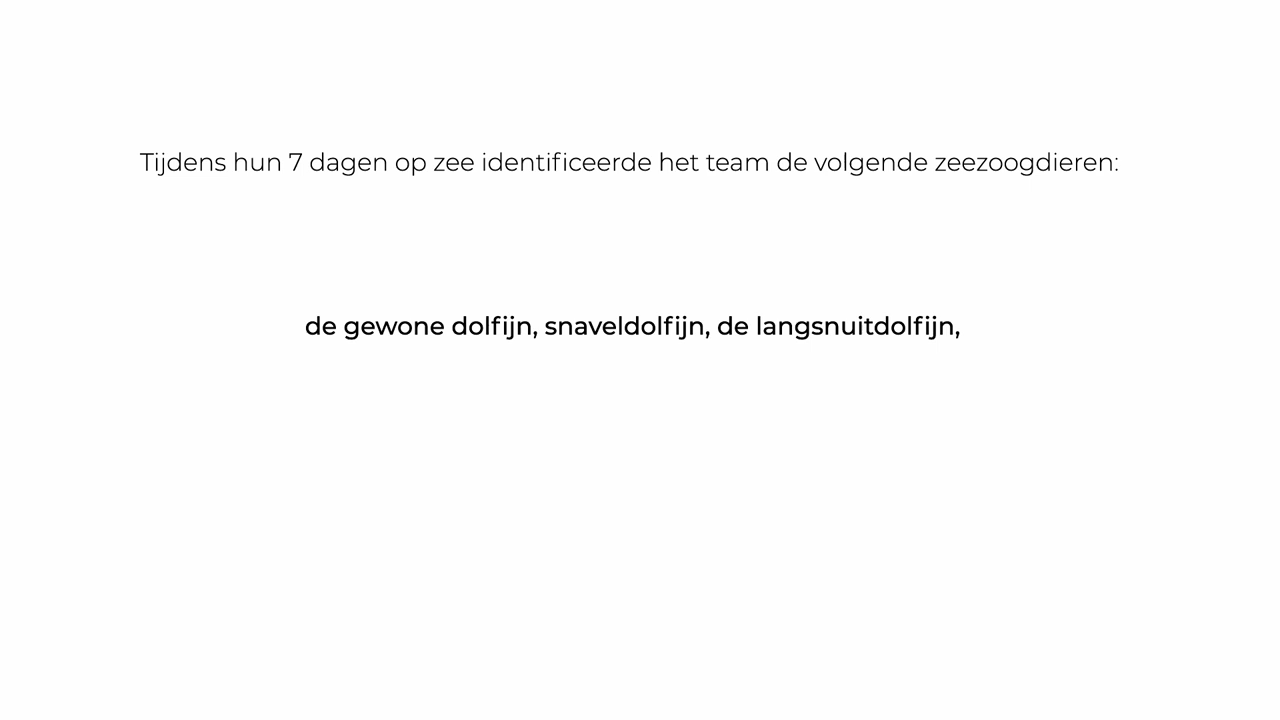 Tijdens hun 7 dagen op zee identificeerde het team de volgende zeezoogdieren:
de gewone dolfijn, snaveldolfijn, de langsnuitdolfijn,